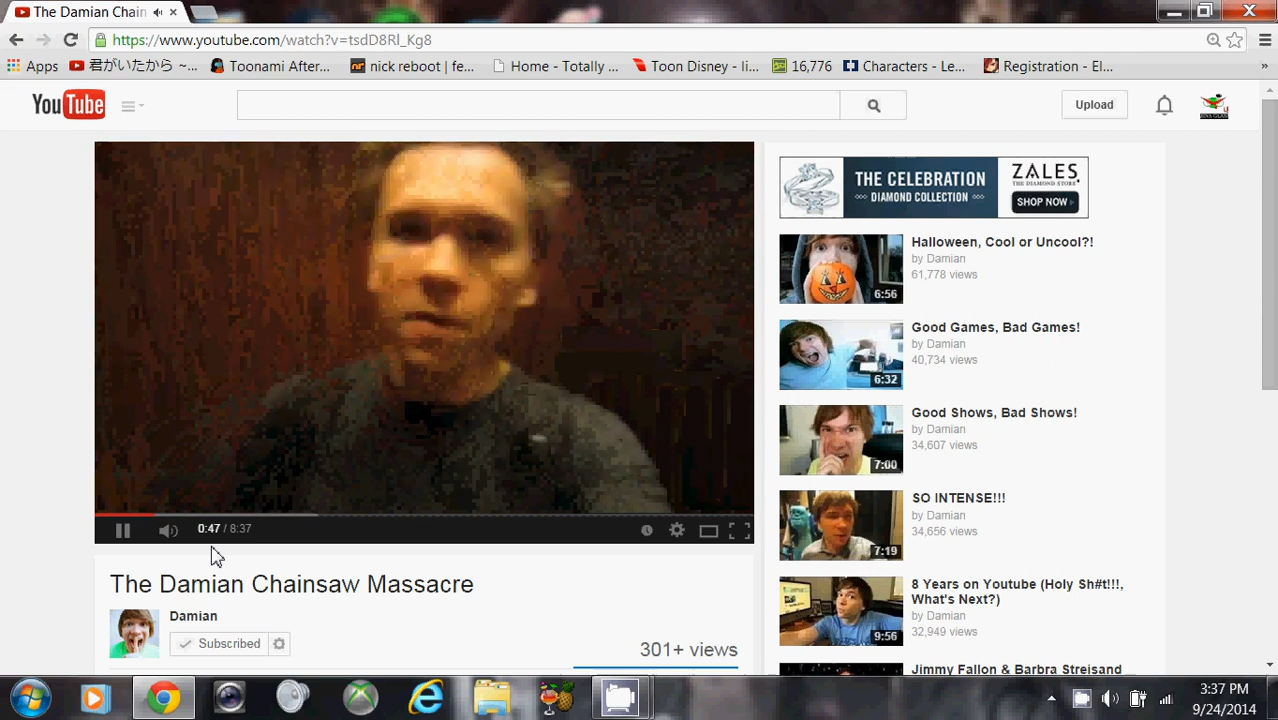 The Damian Chain
https://www.youtube.com/watch?v=tsdD8Rl_Kg8
Apps
君がいたから ~...
Toonami After...
nick reboot | fe...
Home - Totally ...
Toon Disney - li...
16,776
Characters - Le...
Registration - El...
»
YouTube
Upload
0:47 / 8:37
The Damian Chainsaw Massacre
Damian
Subscribed
301+ views
THE CELEBRATION
DIAMOND COLLECTION
ZALES.
THE DIAMOND STORE
SHOP NOW
6:56
Halloween, Cool or Uncool?!
by Damian
61,778 views
6:32
Good Games, Bad Games!
by Damian
40,734 views
7:00
Good Shows, Bad Shows!
by Damian
34,607 views
7:19
SO INTENSE!!!
by Damian
34,656 views
9:56
8 Years on Youtube (Holy Sh#t!!!,
What's Next?)
by Damian
32,949 views
Jimmy Fallon & Barbra Streisand
3:37 PM
9/24/2014